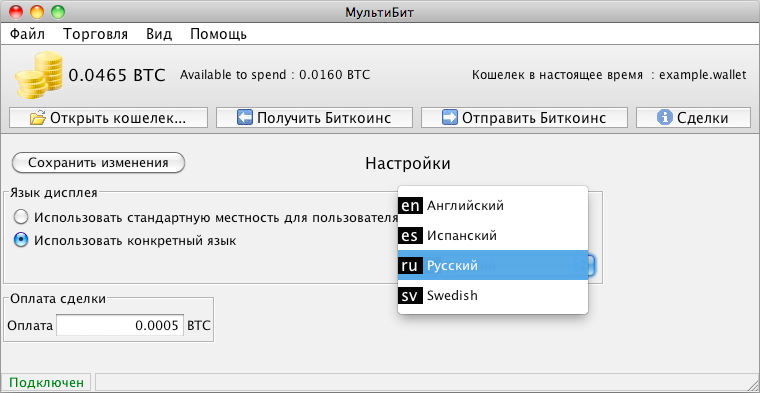 МультиБит
Файл Торговля Вид Помощь
0.0465 BTC Available to spend : 0.0160 BTC Кошелек в настоящее время : example.wallet
Открыть кошелек... Получить Биткоинс Отправить Биткоинс Сделки
Сохранить изменения Настройки
Язык дисплея
Использовать стандартную местность для пользователя
Использовать конкретный язык
en Английский
es Испанский
ru Русский
sv Swedish
Оплата сделки
Оплата 0.0005 BTC
Подключен